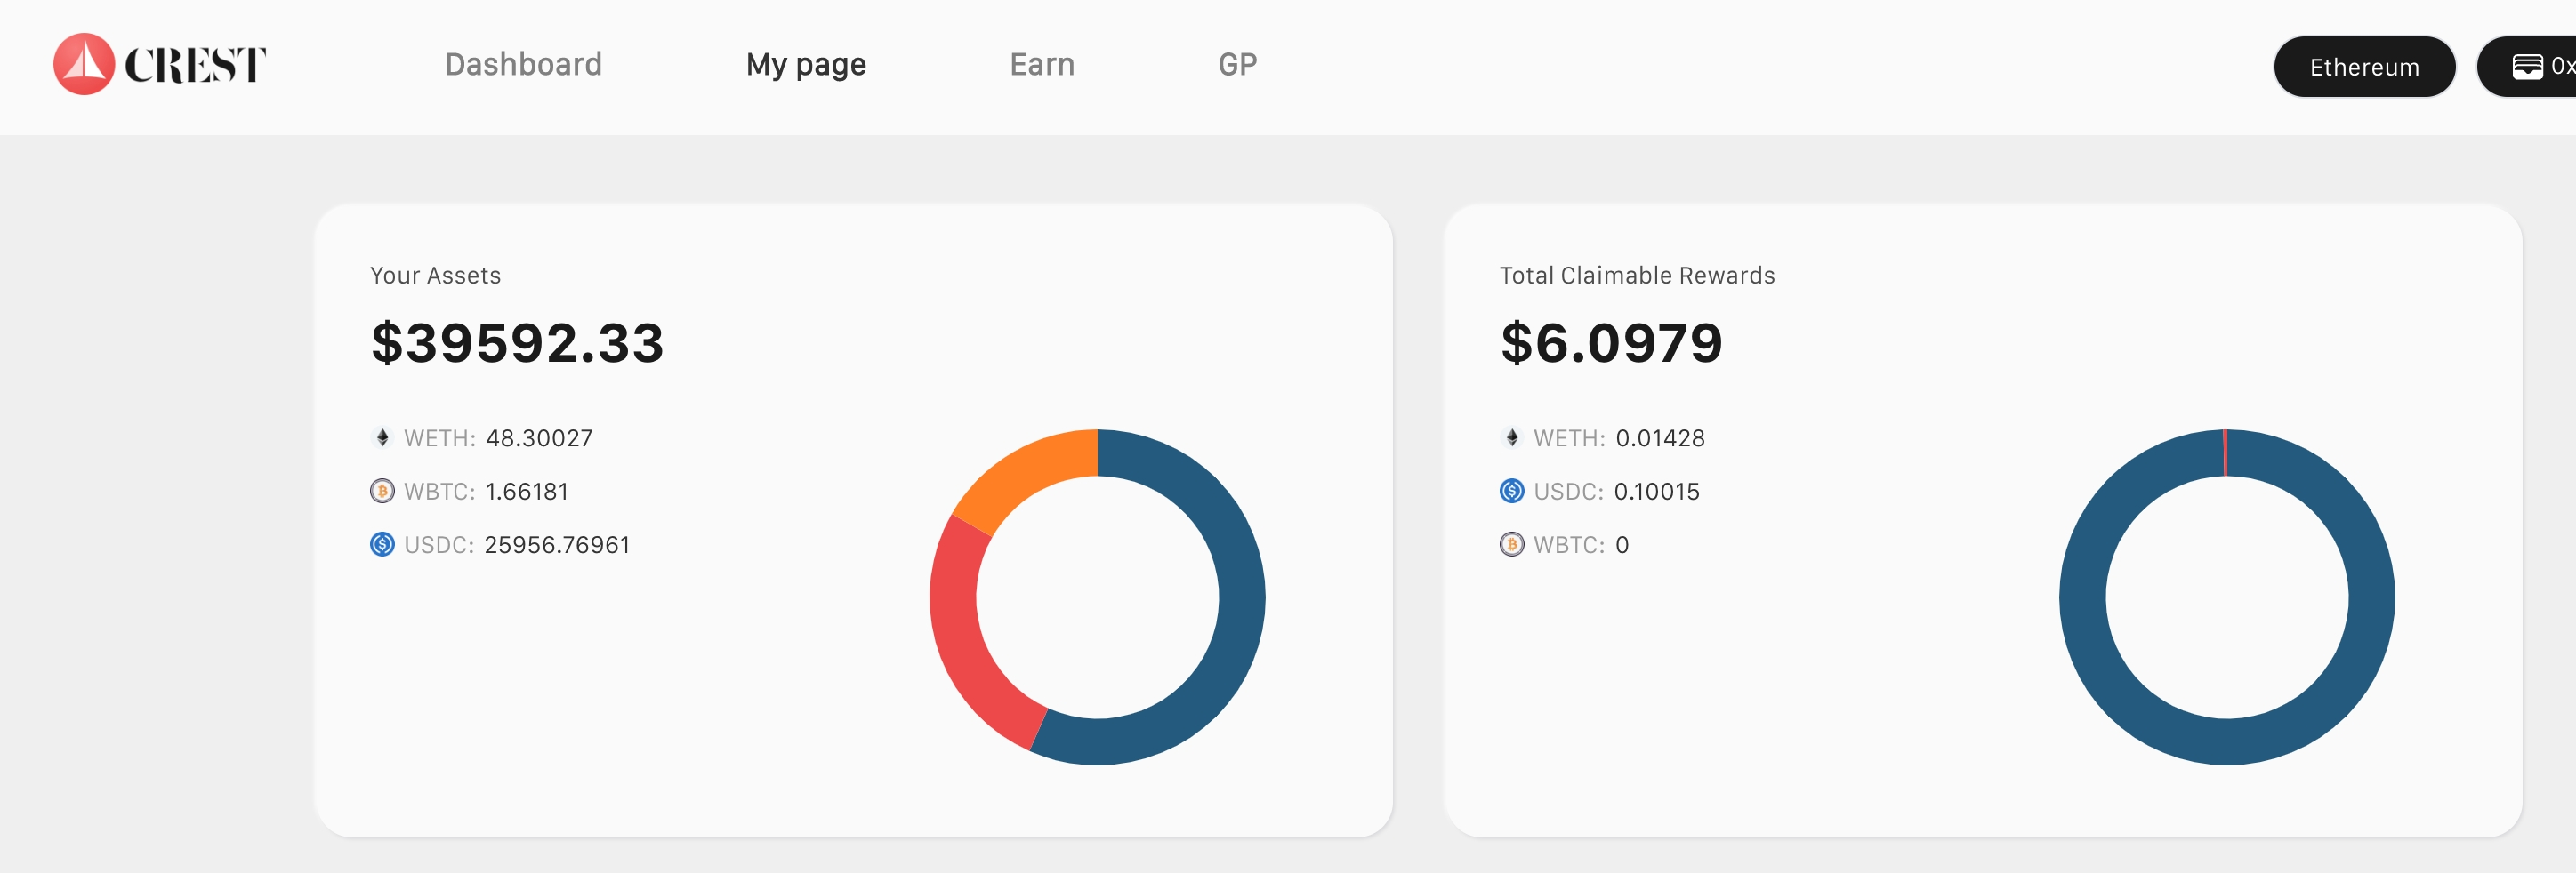 CREST
Dashboard
My page
Earn
GP
Ethereum
0x
Your Assets
$39592.33
WETH: 48.30027
WBTC: 1.66181
USDC: 25956.76961
Total Claimable Rewards
$6.0979
WETH: 0.01428
USDC: 0.10015
WBTC: 0